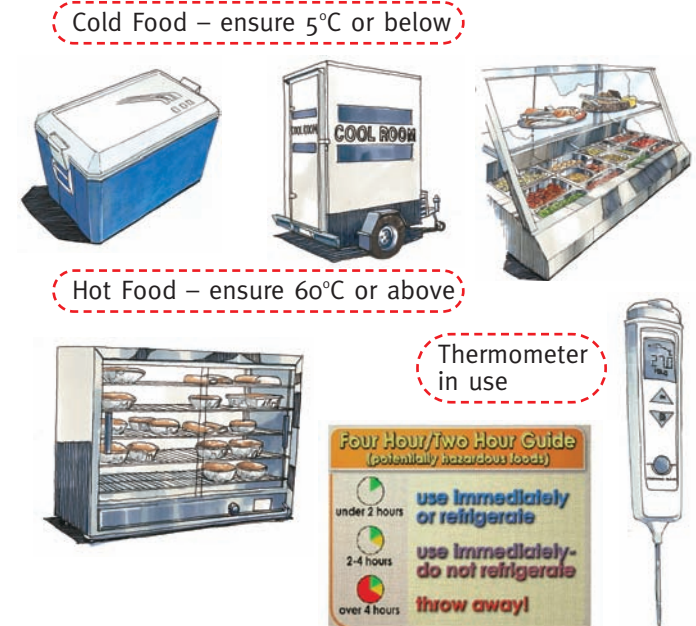 Cold Food – ensure 5°C or below
COOL ROOM
COOL ROOM
Hot Food – ensure 60°C or above
Thermometer
in use
Four Hour/Two Hour Guide
(potentially hazardous foods)
under 2 hours
use immediately
or refrigerate
2-4 hours
use immediately-
do not refrigerate
over 4 hours
throw away!